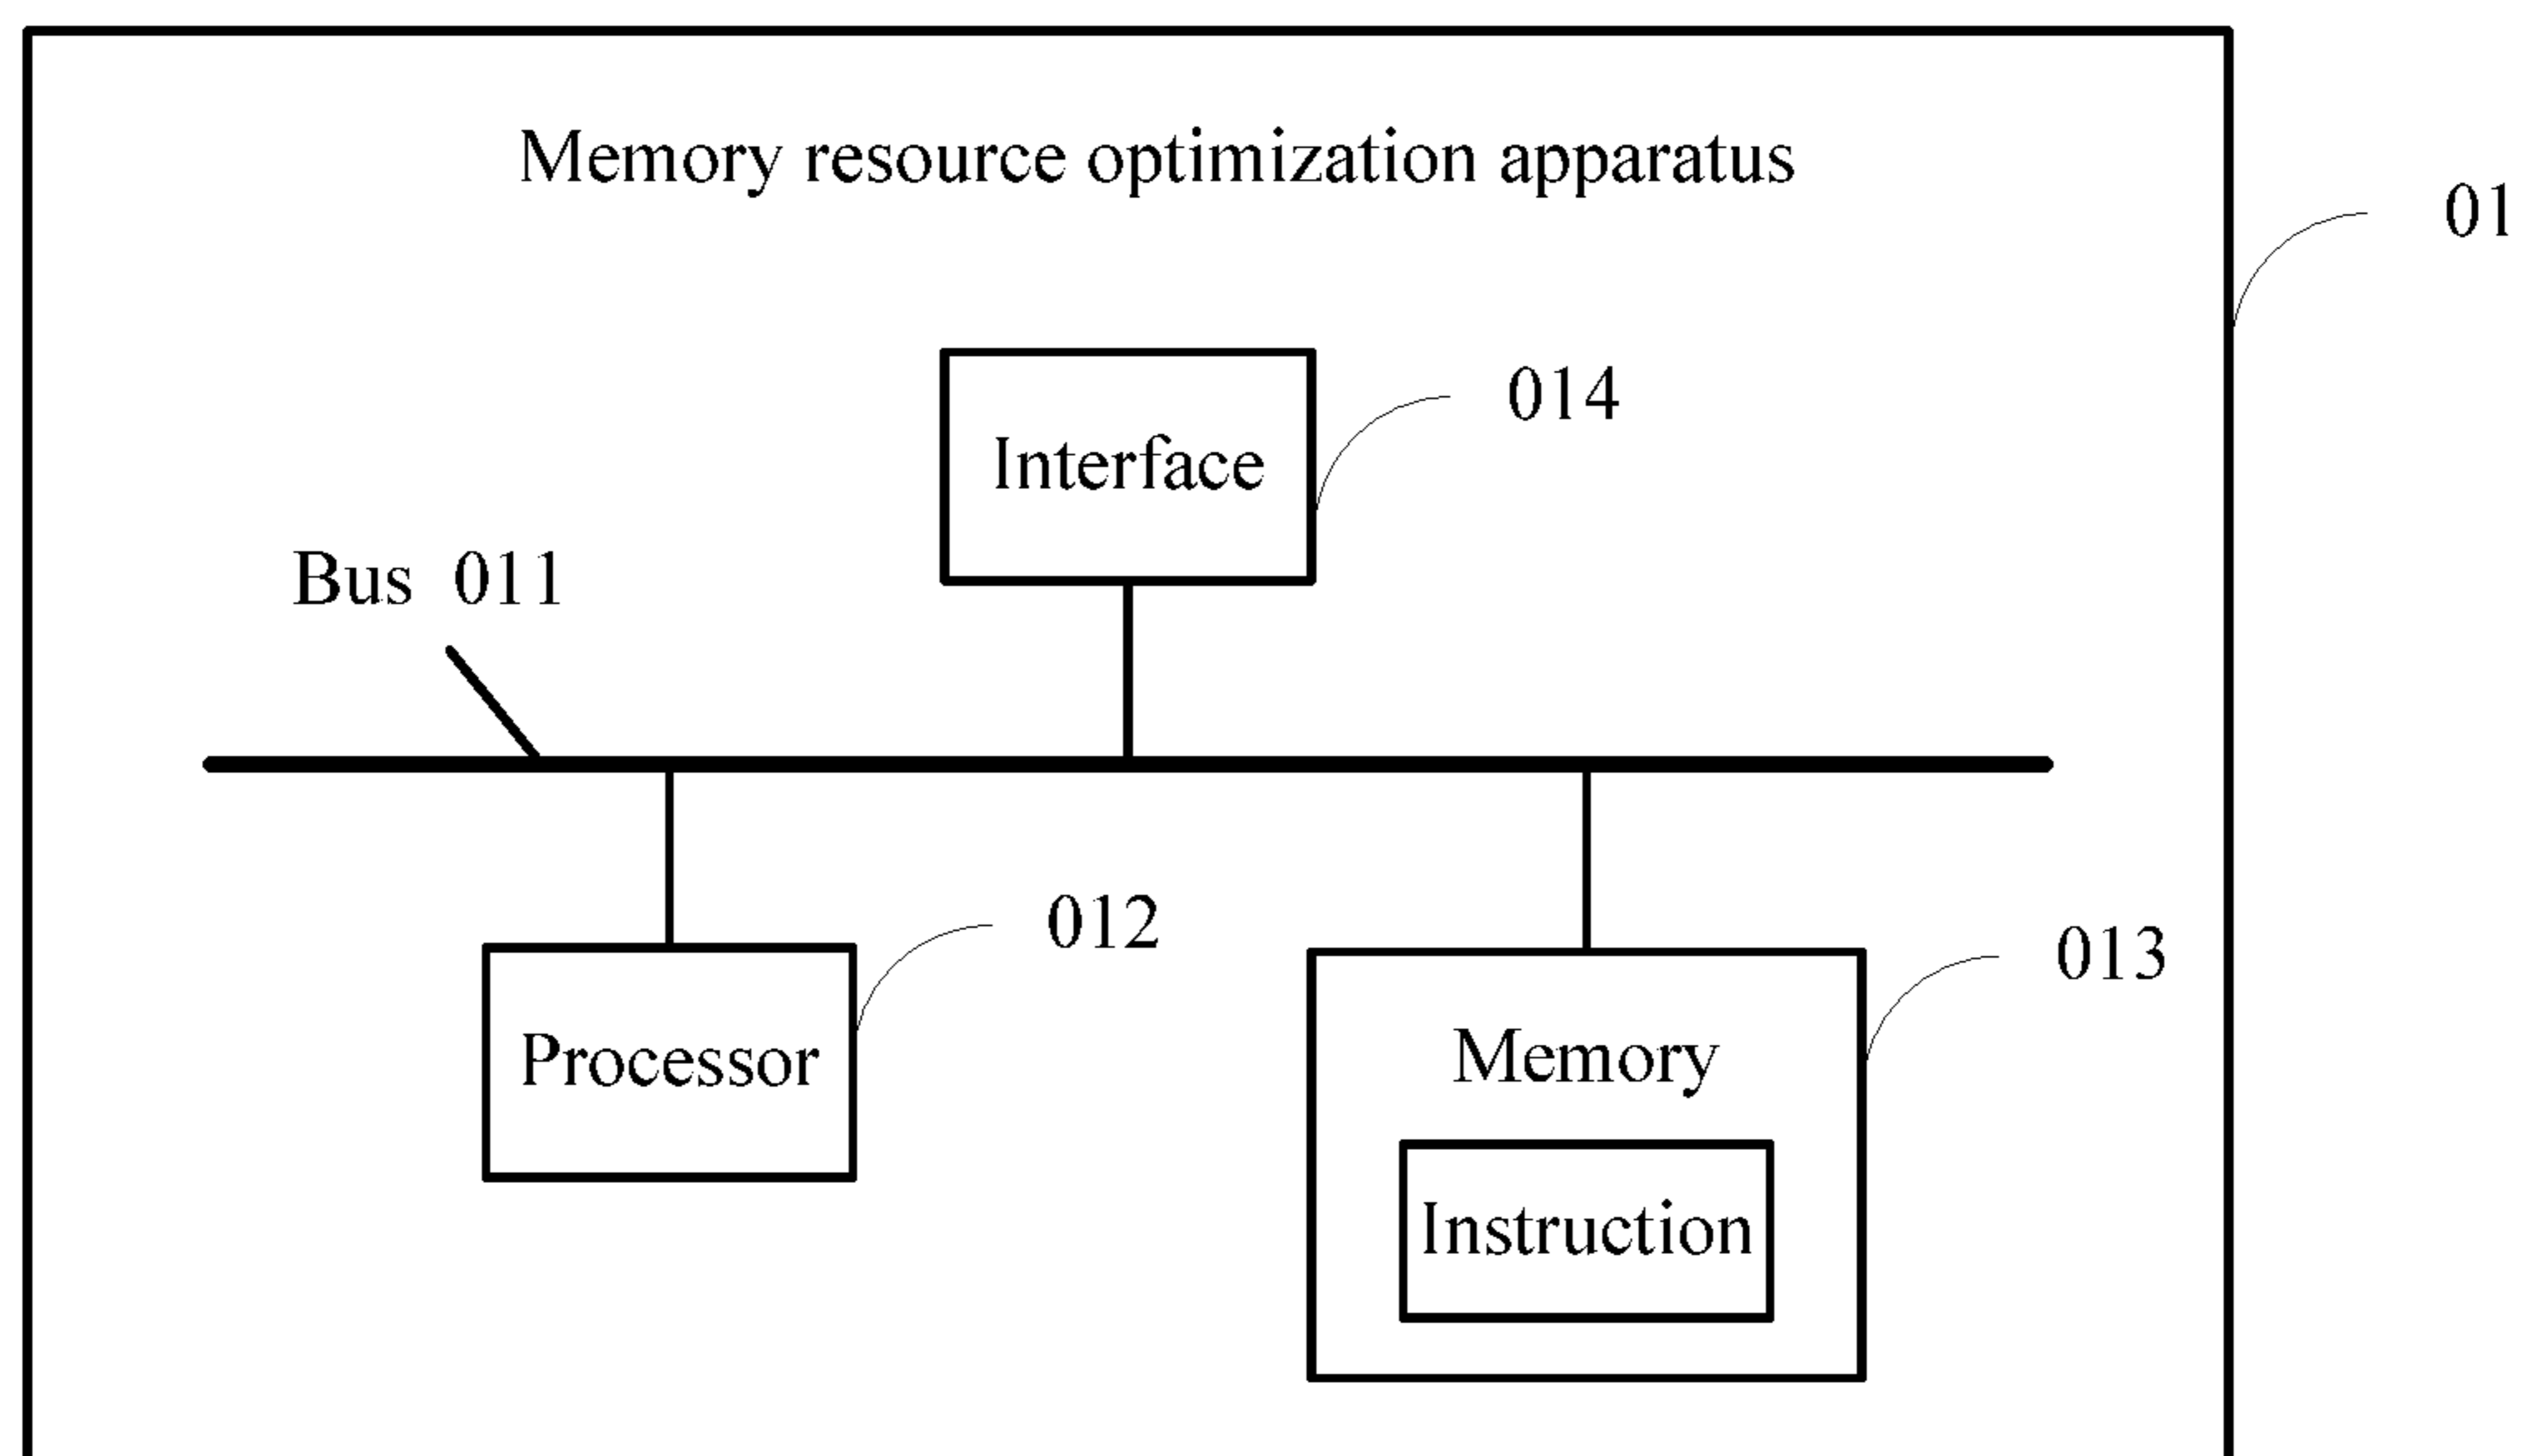 Memory resource optimization apparatus
01
014
Interface
Bus 011
012
013
Processor
Memory
Instruction